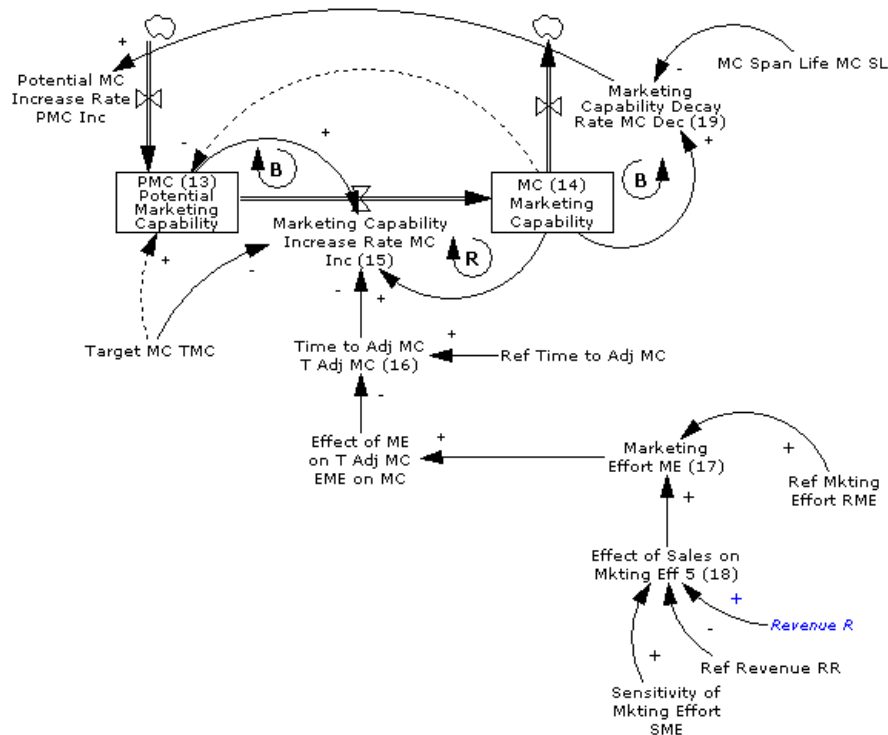 +
Potential MC
Increase Rate
PMC Inc
MC Span Life MC SL
-
Marketing
Capability Decay
Rate MC Dec (19)
-
+
+
B
PMC (13)
Potential
Marketing
Capability
MC (14)
Marketing
Capability
B
Marketing Capability
Increase Rate MC
Inc (15)
R
+
-
-
+
Target MC TMC
Time to Adj MC
T Adj MC (16)
+
Ref Time to Adj MC
-
Effect of ME
on T Adj MC
EME on MC
+
Marketing
Effort ME (17)
+
Ref Mkting
Effort RME
+
Effect of Sales on
Mkting Eff 5 (18)
+
Revenue R
-
+
Ref Revenue RR
Sensitivity of
Mkting Effort
SME